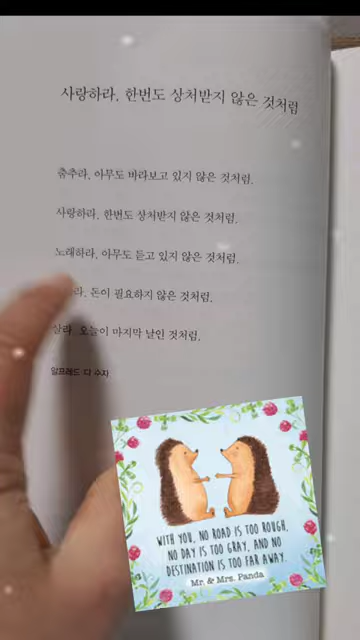 사랑하라, 한번도 상처받지 않은 것처럼
춤추라, 아무도 바라보고 있지 않은 것처럼.
사랑하라, 한번도 상처받지 않은 것처럼.
노래하라, 아무도 듣고 있지 않은 것처럼.
라, 돈이 필요하지 않은 것처럼.
살라, 오늘이 마지막 날인 것처럼.
알프레드 디 수자
WITH YOU, NO ROAD IS TOO ROUGH,
NO DAY IS TOO GRAY, AND NO
DESTINATION IS TOO FAR AWAY.
Mr. & Mrs. Panda